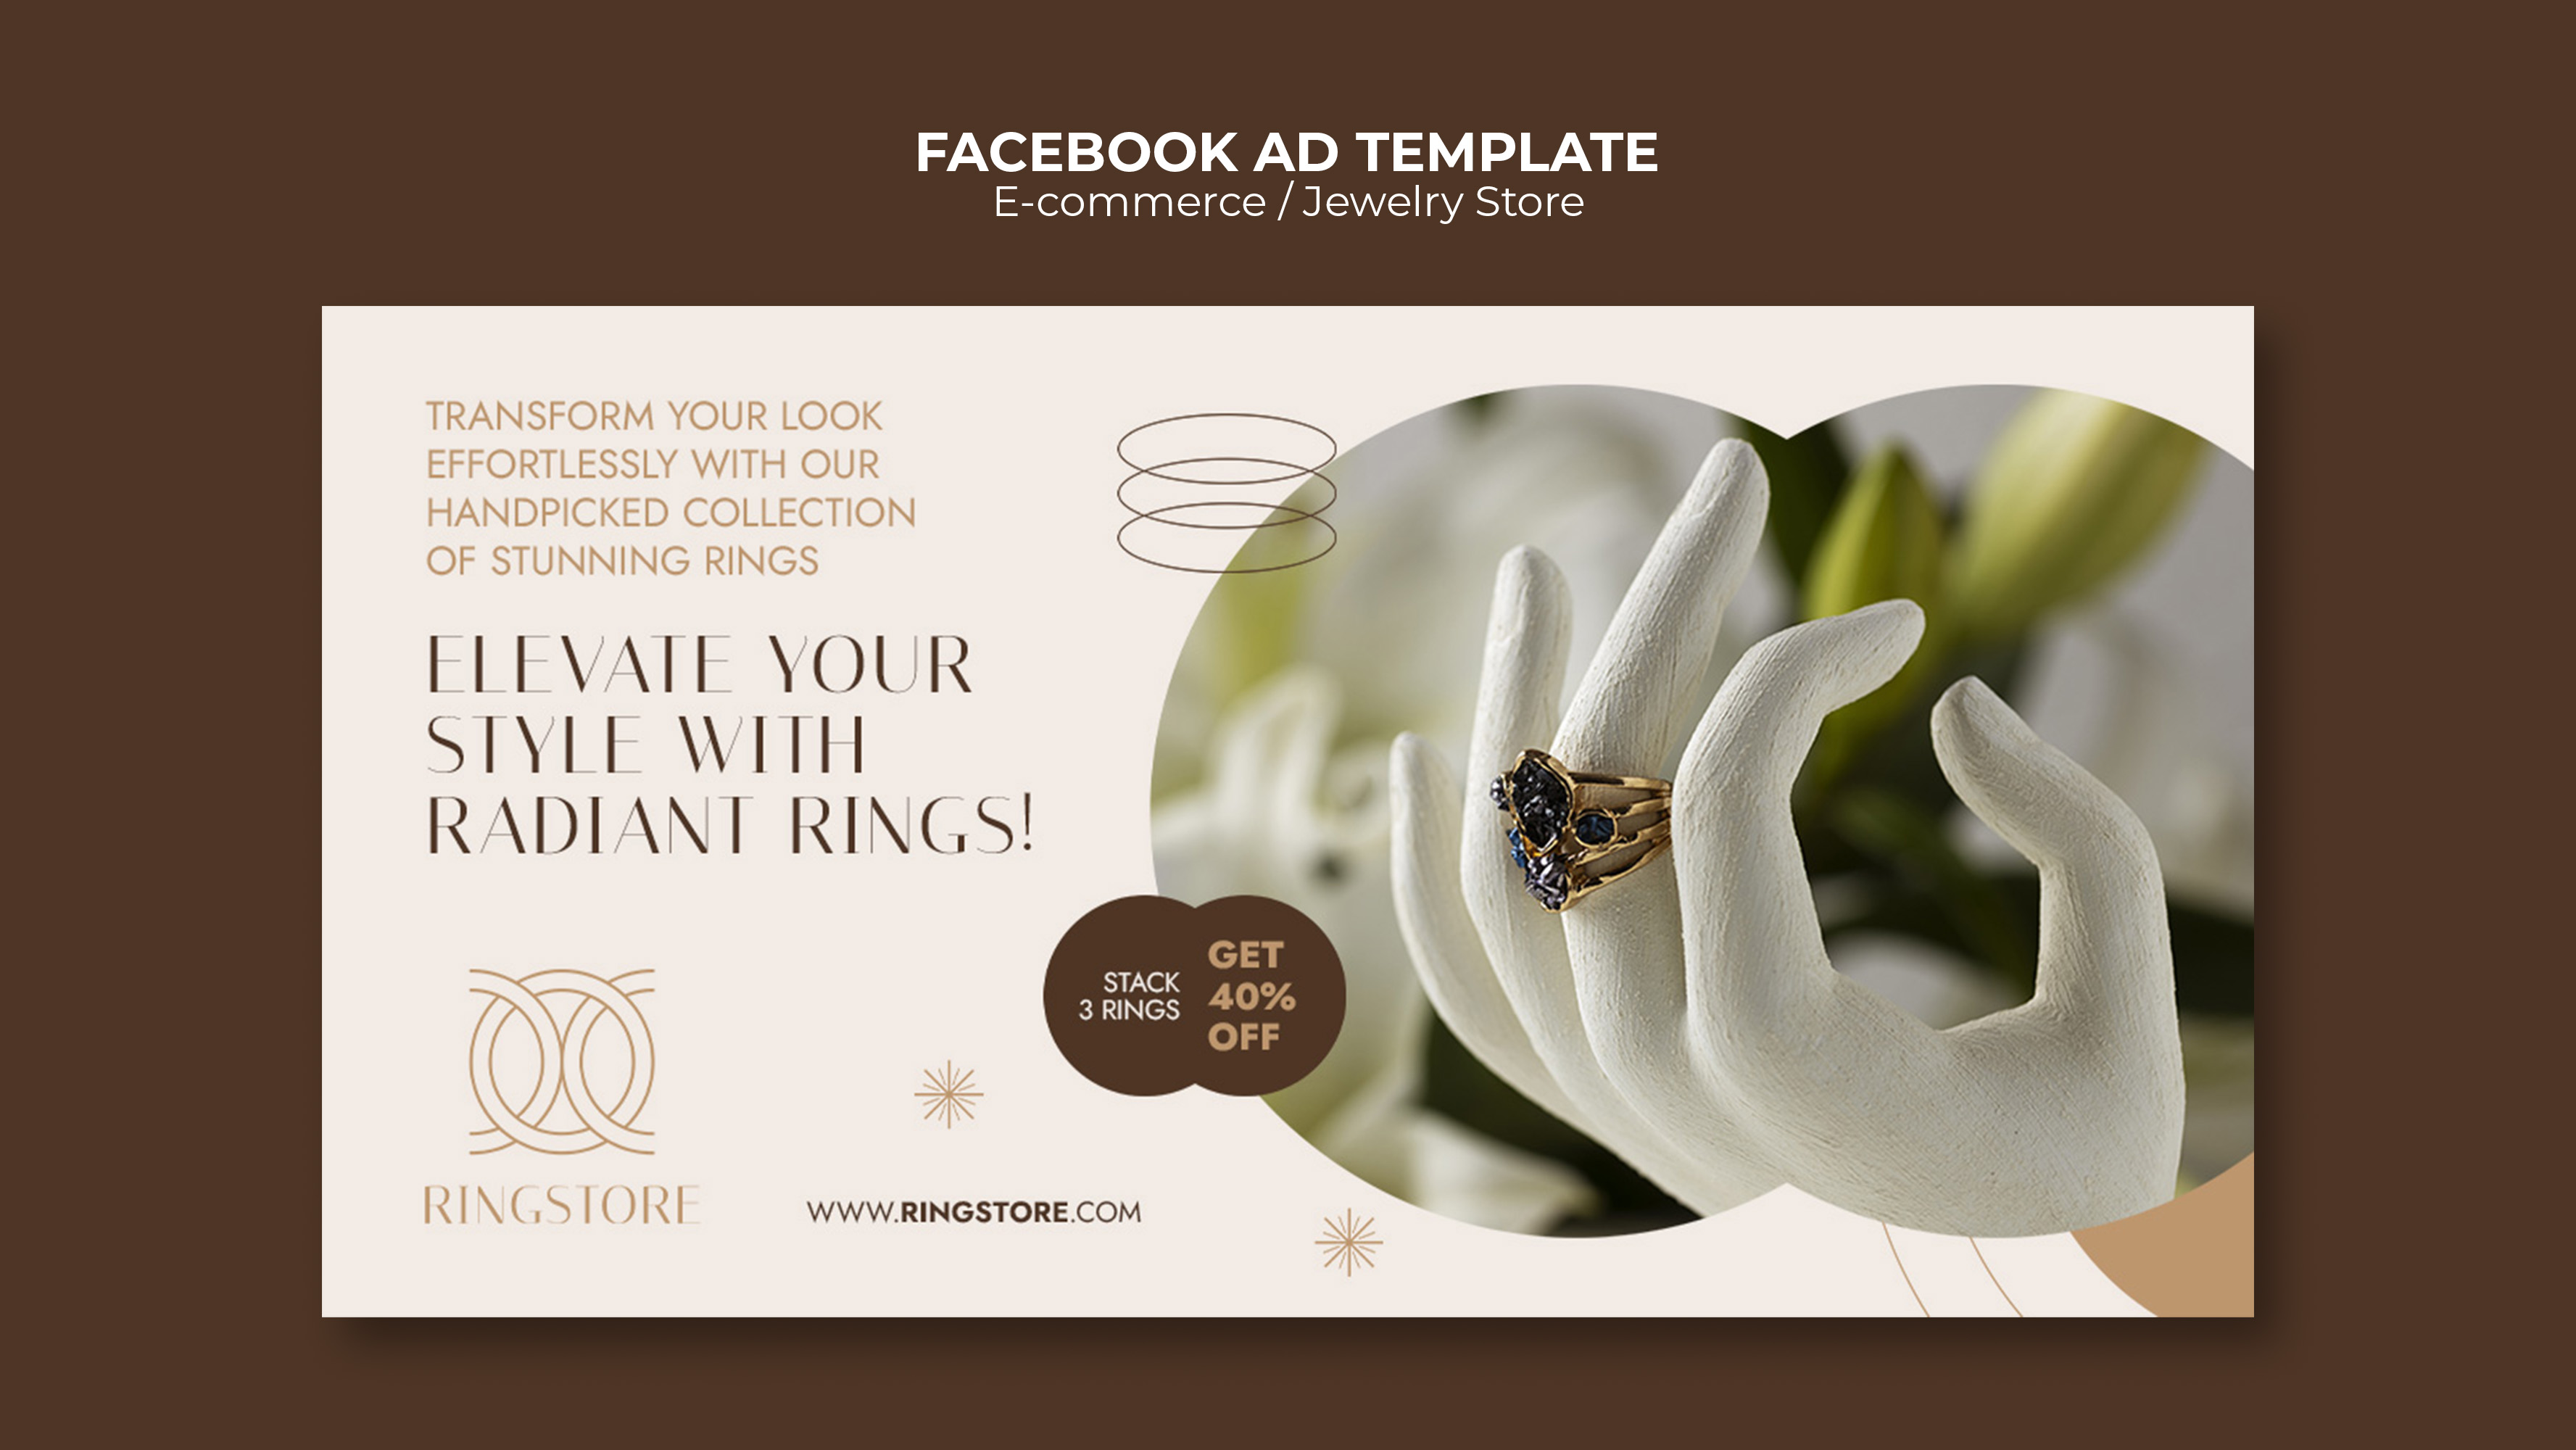 FACEBOOK AD TEMPLATE
E-commerce / Jewelry Store
TRANSFORM YOUR LOOK
EFFORTLESSLY WITH OUR
HANDPICKED COLLECTION
OF STUNNING RINGS
ELEVATE YOUR
STYLE WITH
RADIANT RINGS!
STACK
3 RINGS
GET
40%
OFF
RINGSTORE
WWW.RINGSTORE.COM